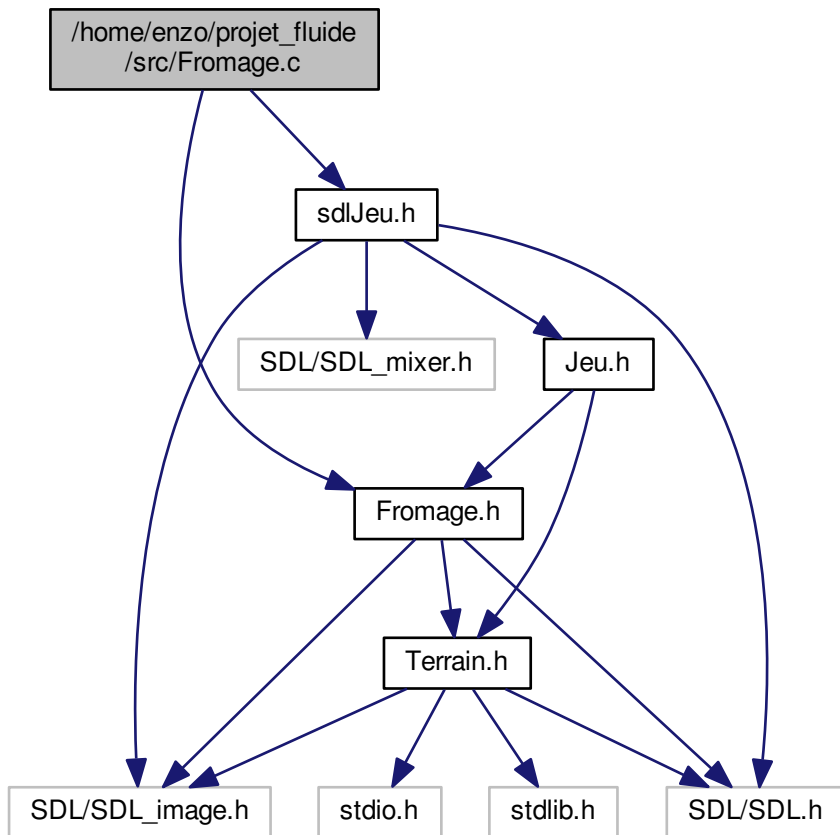 /home/enzo/projet_fluide
/src/Fromage.c
sdlJeu.h
SDL/SDL_mixer.h
Jeu.h
Fromage.h
Terrain.h
SDL/SDL_image.h
stdio.h
stdlib.h
SDL/SDL.h